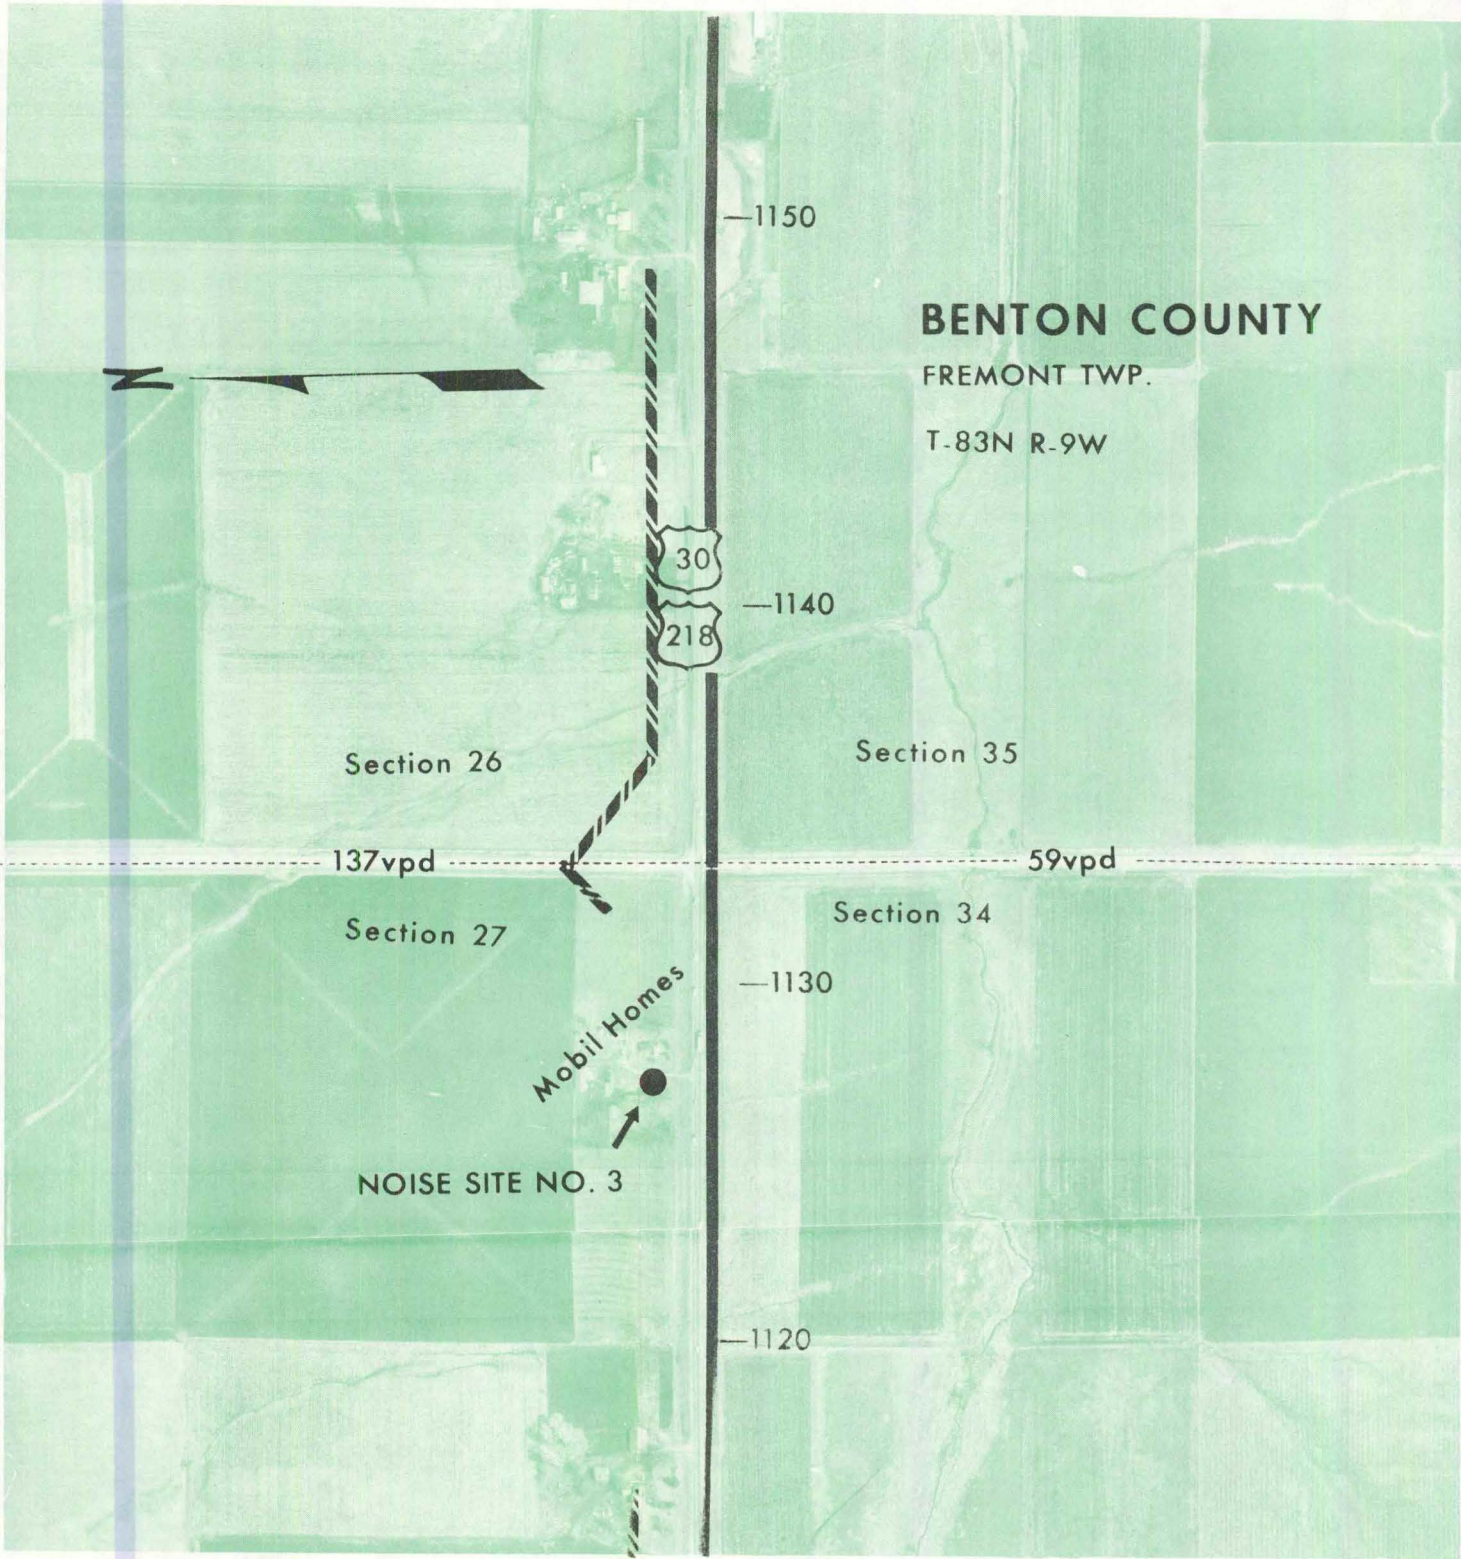 —1150
BENTON COUNTY
FREMONT TWP.
T-83N R-9W
N
30
218
—1140
Section 26
Section 35
137vpd
59vpd
Section 27
Section 34
—1130
Mobil Homes
NOISE SITE NO. 3
—1120